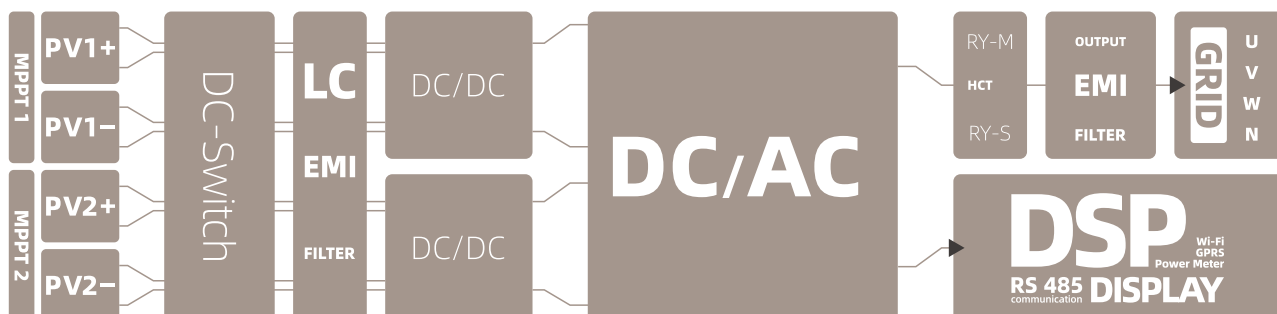 MPPT 1
PV1+
PV1−
MPPT 2
PV2+
PV2−
DC-Switch
LC
EMI
FILTER
DC/DC
DC/DC
DC/AC
RY-M
HCT
RY-S
OUTPUT
EMI
FILTER
GRID
U
V
W
N
DSP
Wi-Fi
GPRS
Power Meter
RS 485
communication
DISPLAY